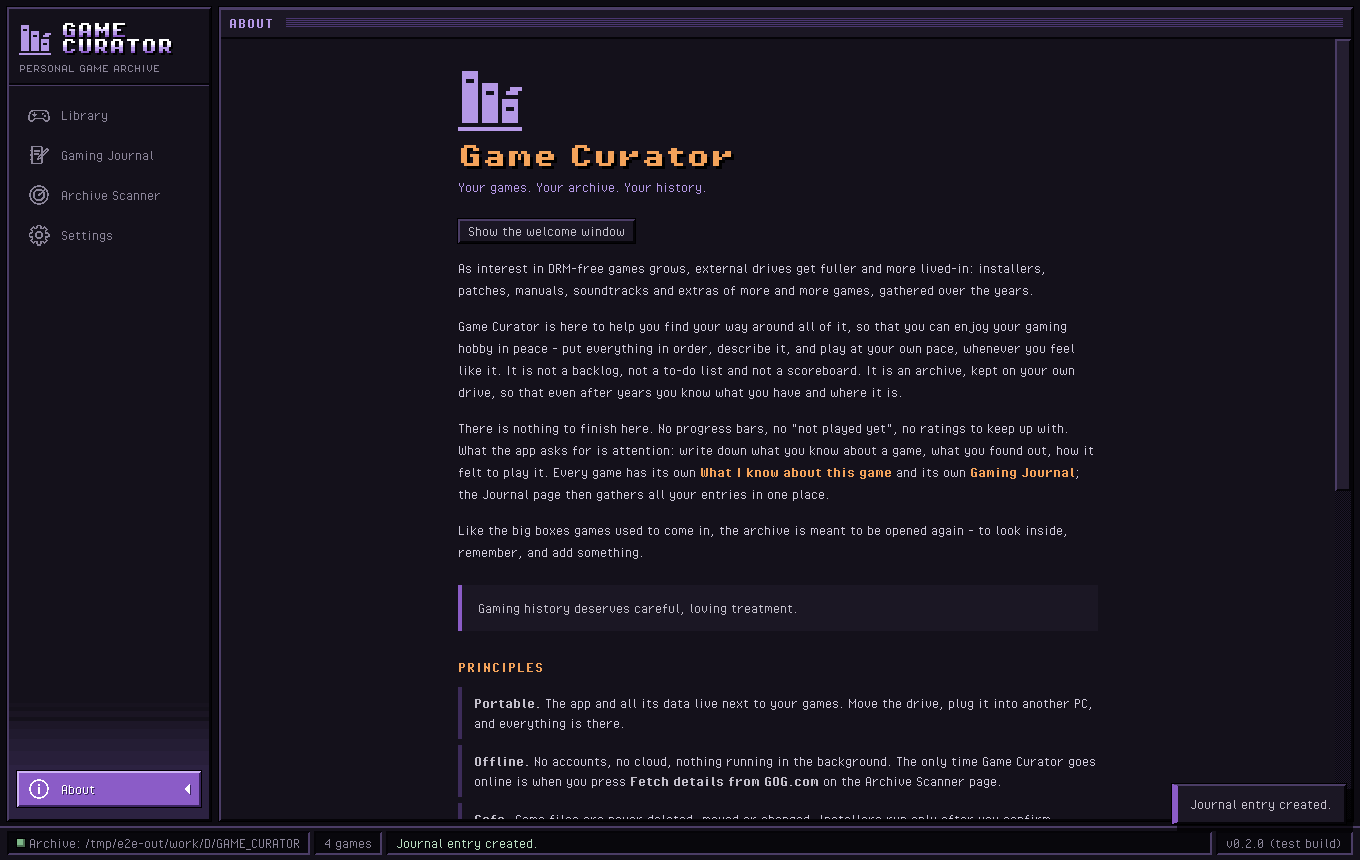 GAME
CURATOR
PERSONAL GAME ARCHIVE
Library
Gaming Journal
Archive Scanner
Settings
About
ABOUT
Game Curator
Your games. Your archive. Your history.
Show the welcome window
As interest in DRM-free games grows, external drives get fuller and more lived-in: installers,
patches, manuals, soundtracks and extras of more and more games, gathered over the years.
Game Curator is here to help you find your way around all of it, so that you can enjoy your gaming
hobby in peace - put everything in order, describe it, and play at your own pace, whenever you feel
like it. It is not a backlog, not a to-do list and not a scoreboard. It is an archive, kept on your own
drive, so that even after years you know what you have and where it is.
There is nothing to finish here. No progress bars, no "not played yet", no ratings to keep up with.
What the app asks for is attention: write down what you know about a game, what you found out, how it
felt to play it. Every game has its own What I know about this game and its own Gaming Journal;
the Journal page then gathers all your entries in one place.
Like the big boxes games used to come in, the archive is meant to be opened again - to look inside,
remember, and add something.
Gaming history deserves careful, loving treatment.
PRINCIPLES
Portable. The app and all its data live next to your games. Move the drive, plug it into another PC,
and everything is there.
Offline. No accounts, no cloud, nothing running in the background. The only time Game Curator goes
online is when you press Fetch details from GOG.com on the Archive Scanner page.
Safe. Game files are never deleted, moved or changed. Installers run only after you confirm.
Journal entry created.
Archive: /tmp/e2e-out/work/D/GAME_CURATOR
4 games
Journal entry created.
v0.2.0 (test build)